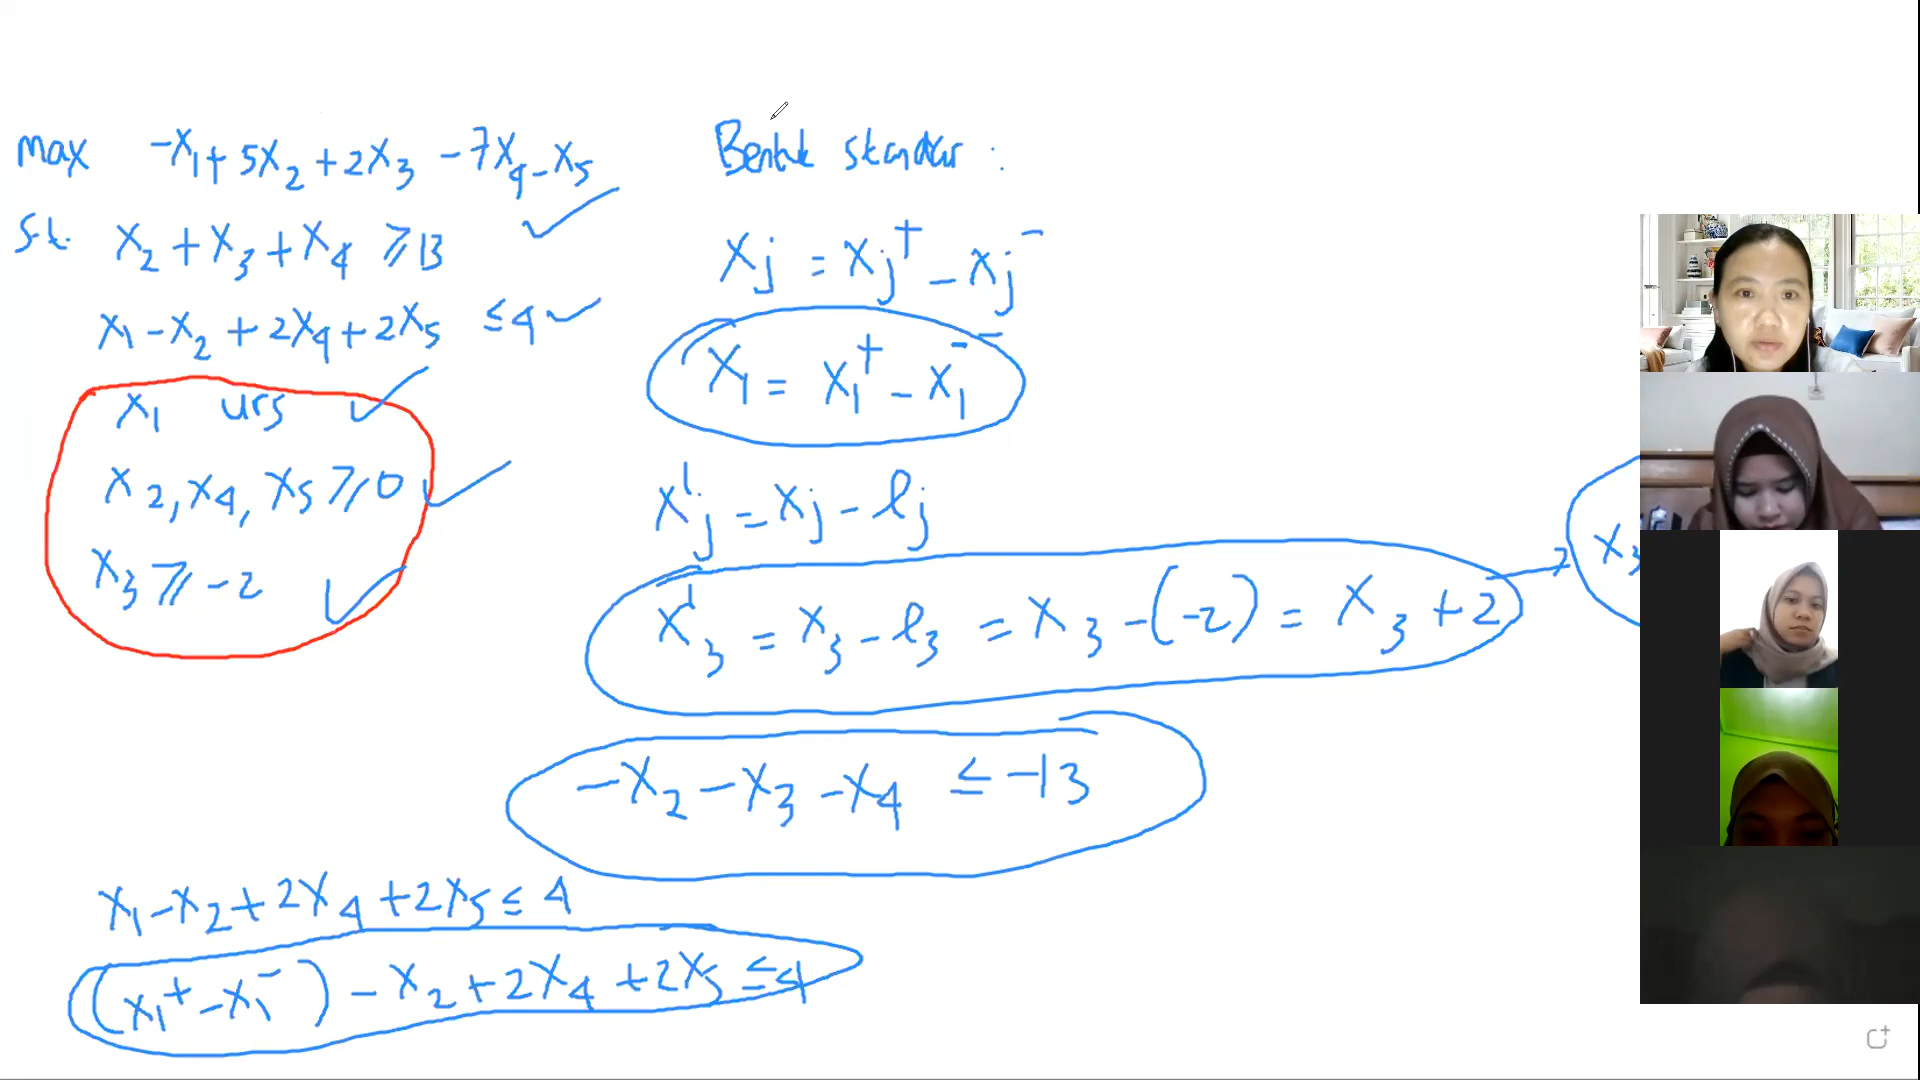 max -x₁ + 5x₂ + 2x₃ - 7x₄ - x₅
s.t. x₂ + x₃ + x₄ ⩾ 13
x₁ - x₂ + 2x₄ + 2x₅ ≤ 4
x₁ urs
x₂, x₄, x₅ ⩾ 0
x₃ ⩾ -2
Bentuk standar :
xⱼ = xⱼ⁺ - xⱼ⁻
x₁ = x₁⁺ - x₁⁻
x'ⱼ = xⱼ - ℓⱼ
x'₃ = x₃ - ℓ₃ = x₃ - (-2) = x₃ + 2 →
x₃
-x₂ - x₃ - x₄ ≤ -13
x₁ - x₂ + 2x₄ + 2x₅ ≤ 4
(x₁⁺ - x₁⁻) - x₂ + 2x₄ + 2x₅ ≤ 4